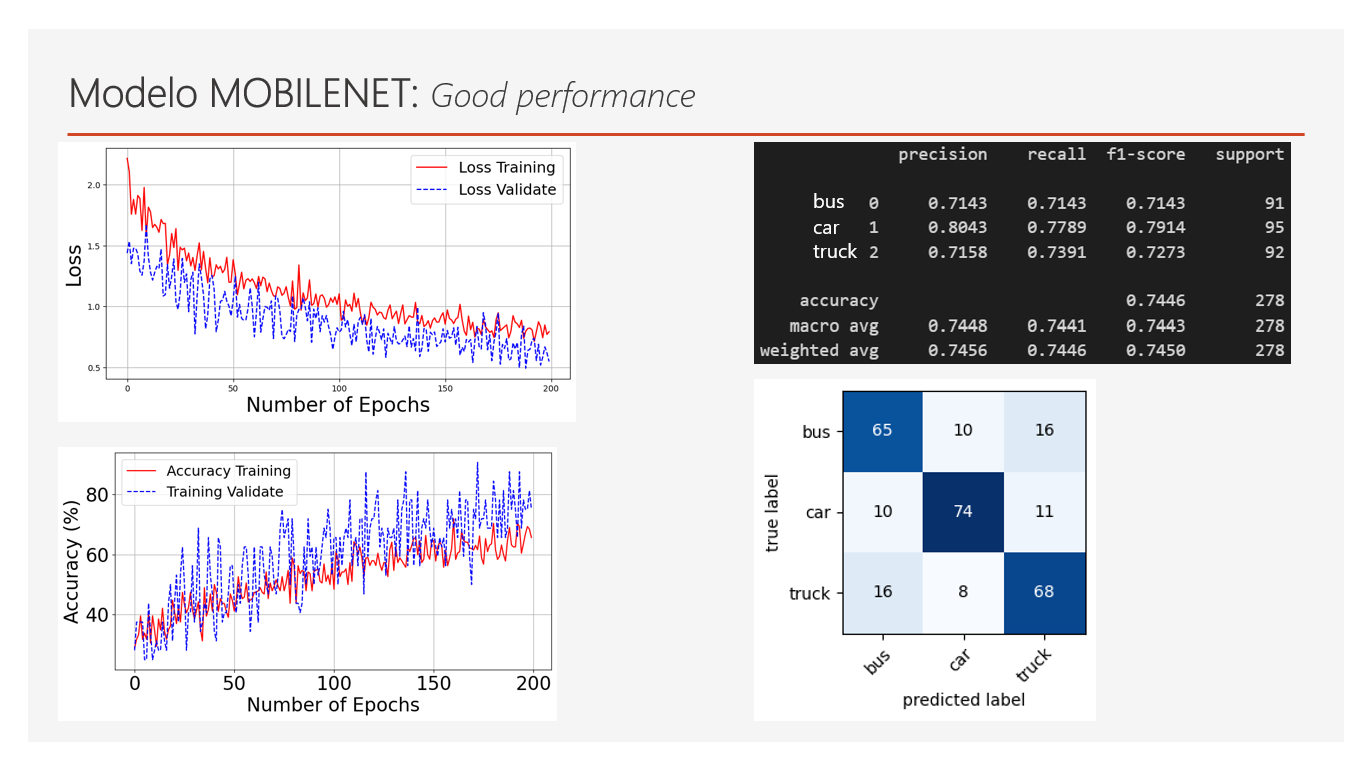 Modelo MOBILENET: Good performance
Loss Training
Loss Validate
2.0
1.5
1.0
0.5
Loss
0 50 100 150 200
Number of Epochs
Accuracy Training
Training Validate
80
60
40
Accuracy (%)
0 50 100 150 200
Number of Epochs
precision recall f1-score support
bus 0 0.7143 0.7143 0.7143 91
car 1 0.8043 0.7789 0.7914 95
truck 2 0.7158 0.7391 0.7273 92
accuracy 0.7446 278
macro avg 0.7448 0.7441 0.7443 278
weighted avg 0.7456 0.7446 0.7450 278
true label
bus 65 10 16
car 10 74 11
truck 16 8 68
bus car truck
predicted label